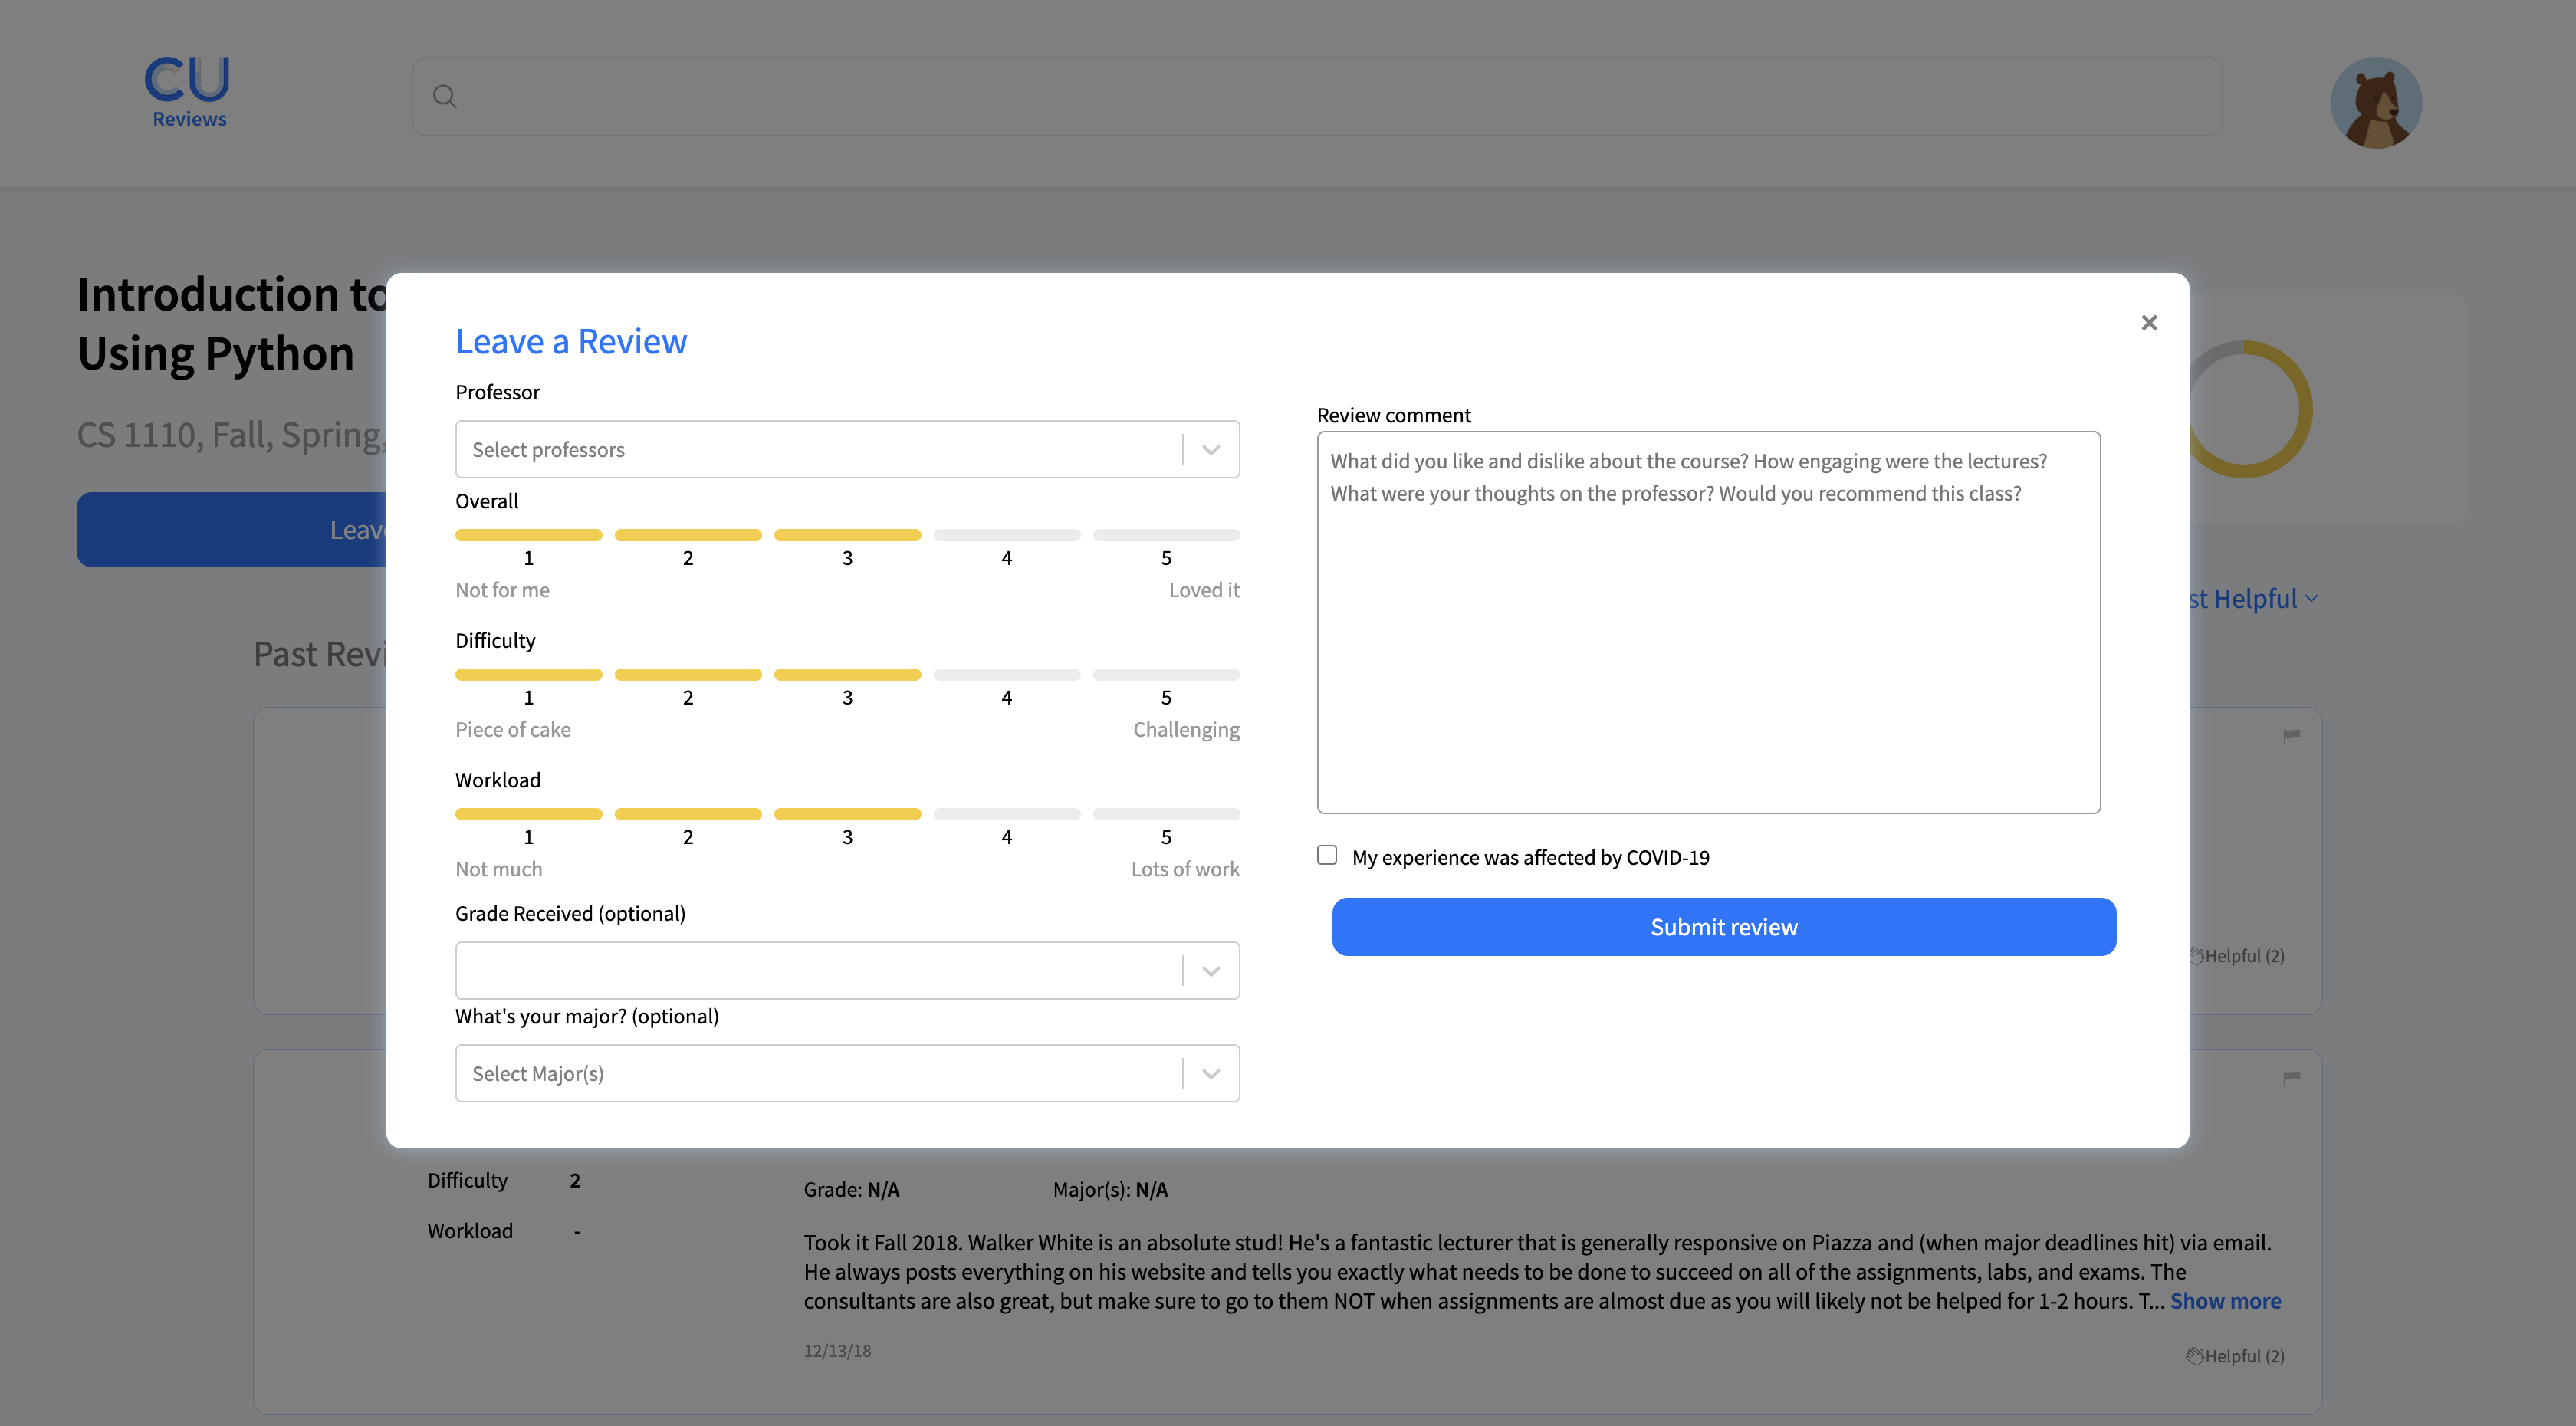 CU
Reviews
Introduction to
Using Python
CS 1110, Fall, Spring,
Leave
Past Revi
st Helpful
Leave a Review
×
Professor
Select professors
Overall
1 2 3 4 5
Not for me Loved it
Difficulty
1 2 3 4 5
Piece of cake Challenging
Workload
1 2 3 4 5
Not much Lots of work
Grade Received (optional)
What's your major? (optional)
Select Major(s)
Review comment
What did you like and dislike about the course? How engaging were the lectures?
What were your thoughts on the professor? Would you recommend this class?
My experience was affected by COVID-19
Submit review
Helpful (2)
Difficulty 2
Workload -
Grade: N/A Major(s): N/A
Took it Fall 2018. Walker White is an absolute stud! He's a fantastic lecturer that is generally responsive on Piazza and (when major deadlines hit) via email.
He always posts everything on his website and tells you exactly what needs to be done to succeed on all of the assignments, labs, and exams. The
consultants are also great, but make sure to go to them NOT when assignments are almost due as you will likely not be helped for 1-2 hours. T... Show more
12/13/18
Helpful (2)